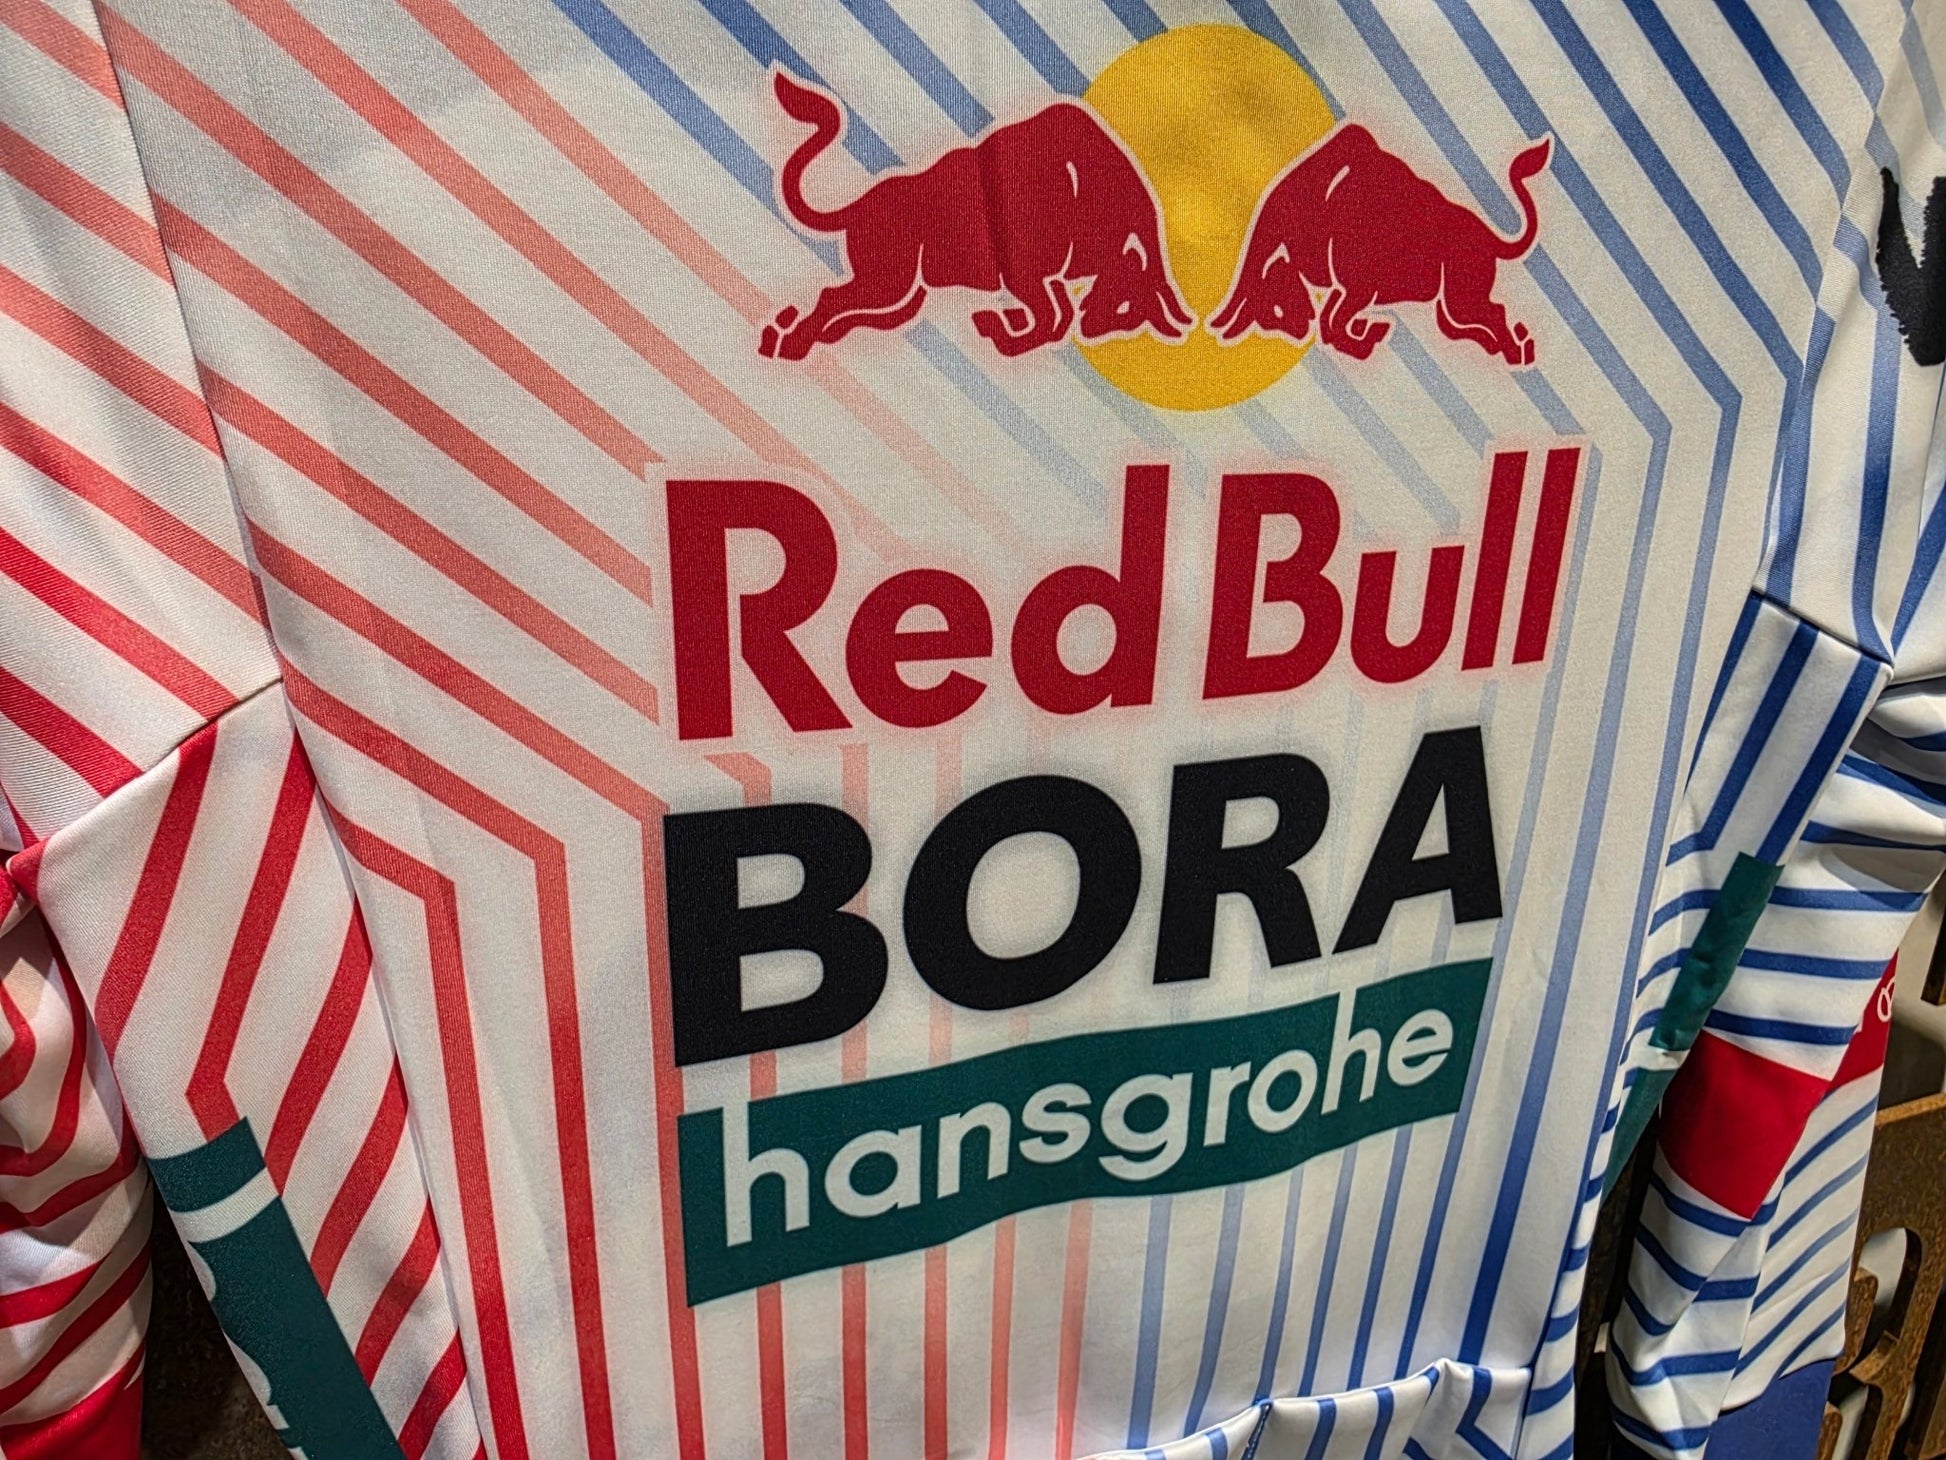 Red Bull
BORA
hansgrohe